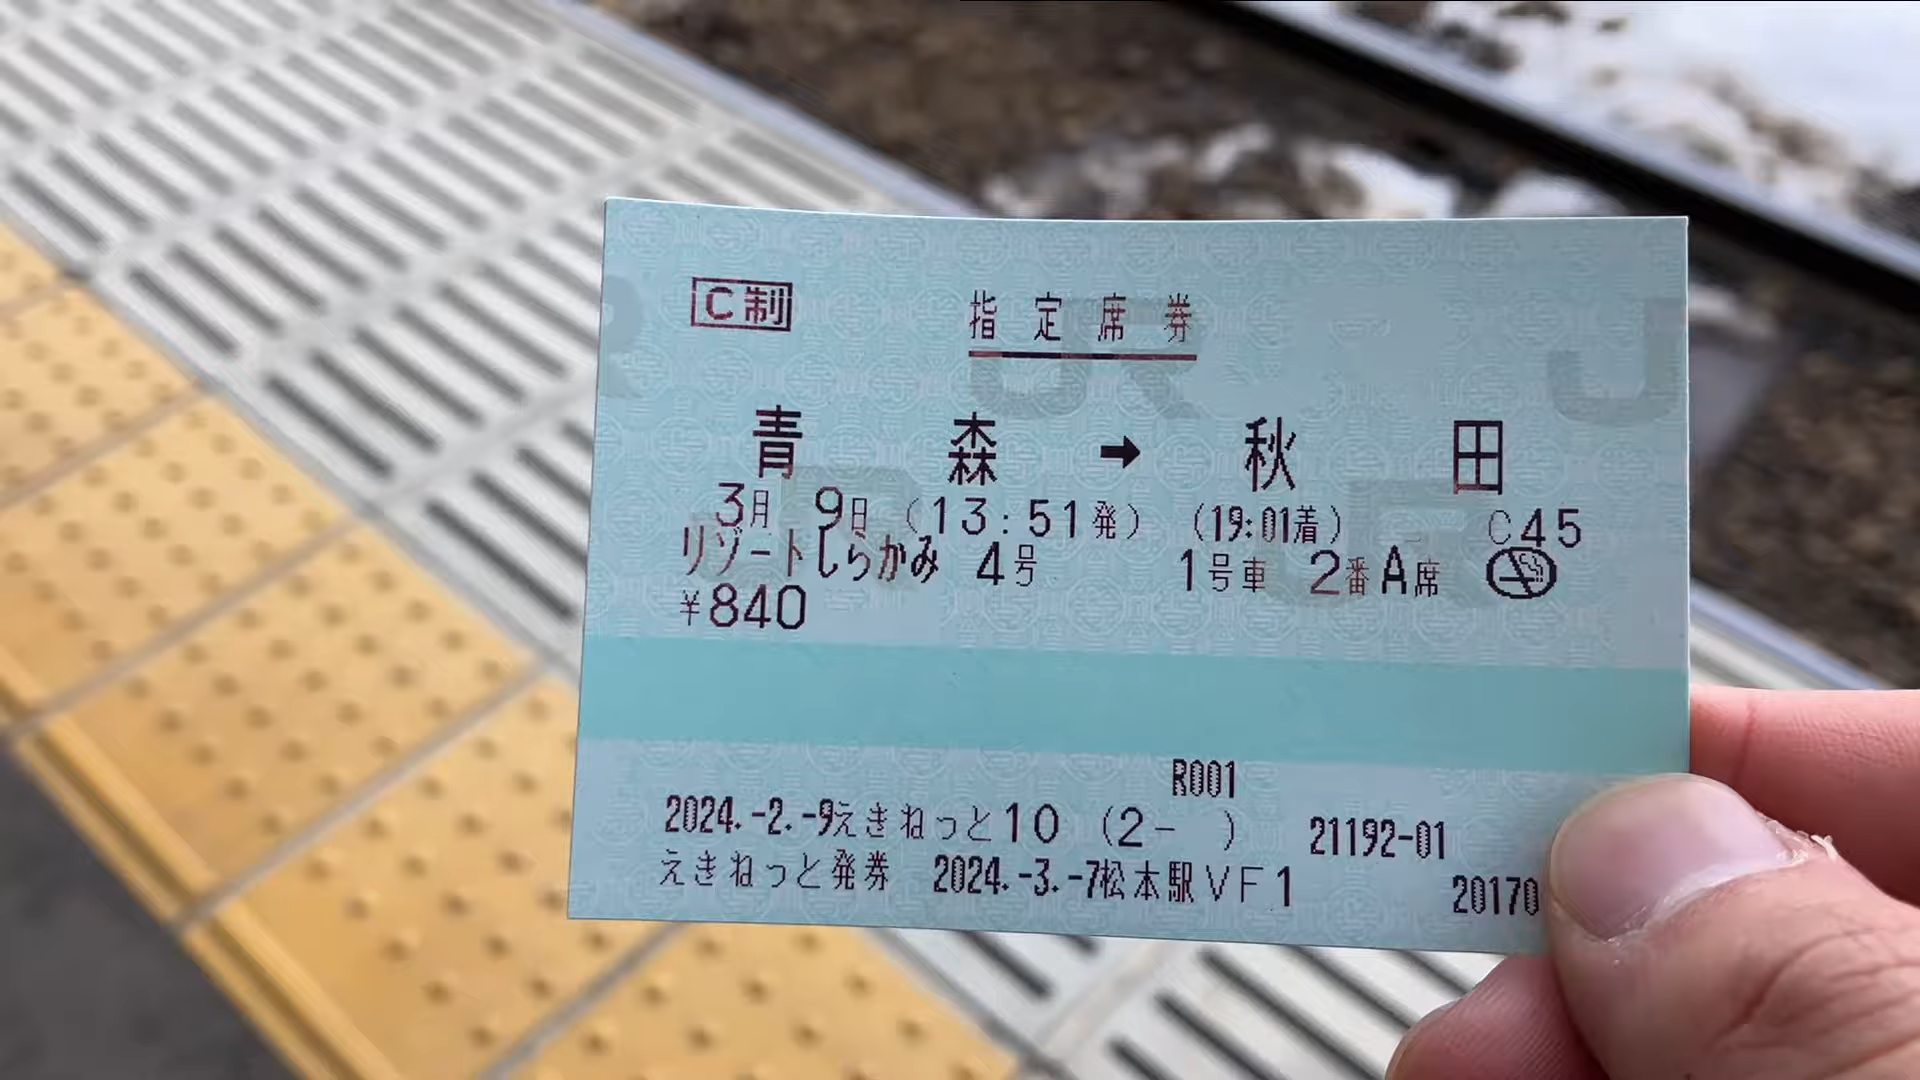 C制 指定席券
青森➡秋田
3月 9日 (13:51発) (19:01着) C45
リゾートしらかみ 4号 1号車 2番A席
¥840
R001
2024.-2.-9えきねっと10 (2- ) 21192-01
えきねっと発券 2024.-3.-7松本駅VF1 20170